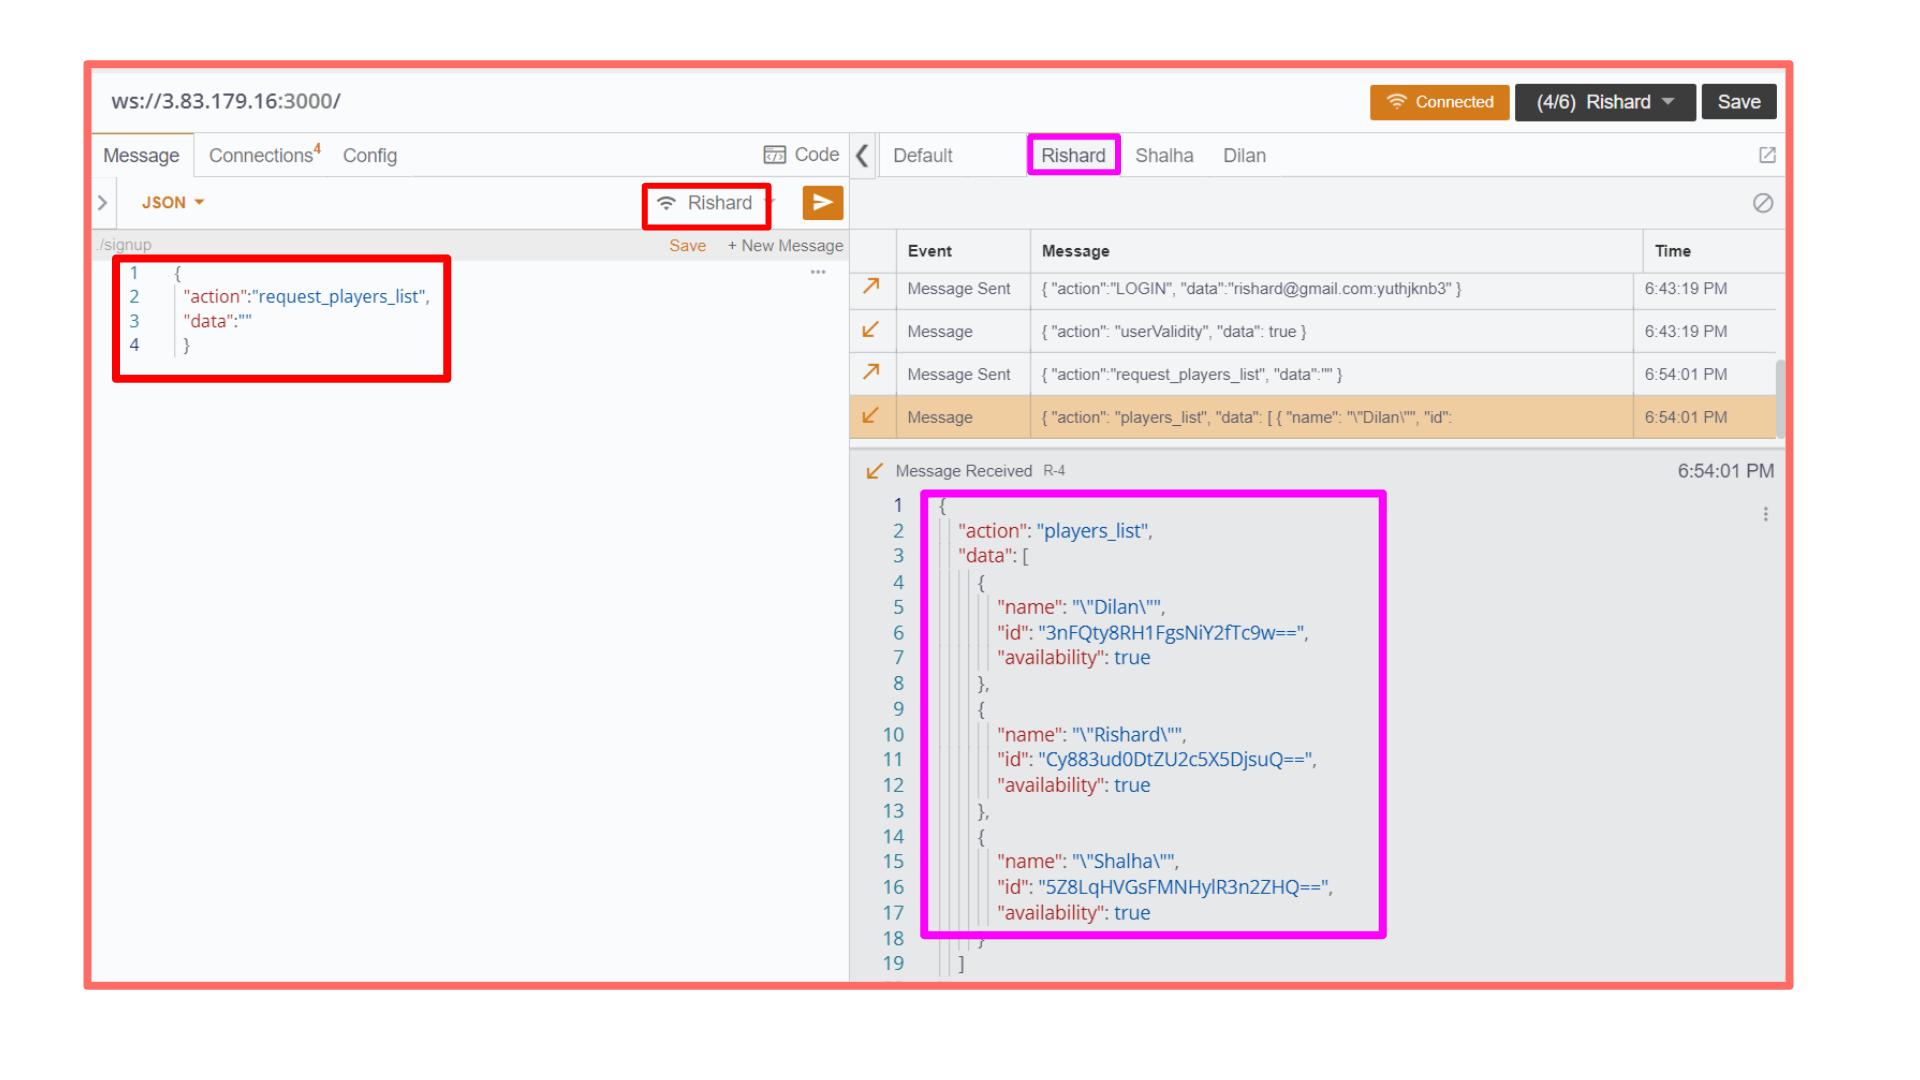 ws://3.83.179.16:3000/
Connected
(4/6) Rishard
Save
Message Connections4 Config
Code
Default Rishard Shalha Dilan
JSON
Rishard
./signup
Save + New Message
1 {
2 "action":"request_players_list",
3 "data":""
4 }
Event Message Time
Message Sent { "action":"LOGIN", "data":"rishard@gmail.com:yuthjknb3" } 6:43:19 PM
Message { "action": "userValidity", "data": true } 6:43:19 PM
Message Sent { "action":"request_players_list", "data":"" } 6:54:01 PM
Message { "action": "players_list", "data": [ { "name": "\"Dilan\"", "id": 6:54:01 PM
Message Received R-4 6:54:01 PM
1 {
2 "action": "players_list",
3 "data": [
4 {
5 "name": "\"Dilan\"",
6 "id": "3nFQty8RH1FgsNiY2fTc9w==",
7 "availability": true
8 },
9 {
10 "name": "\"Rishard\"",
11 "id": "Cy883ud0DtZU2c5X5DjsuQ==",
12 "availability": true
13 },
14 {
15 "name": "\"Shalha\"",
16 "id": "5Z8LqHVGsFMNHylR3n2ZHQ==",
17 "availability": true
18 }
19 ]